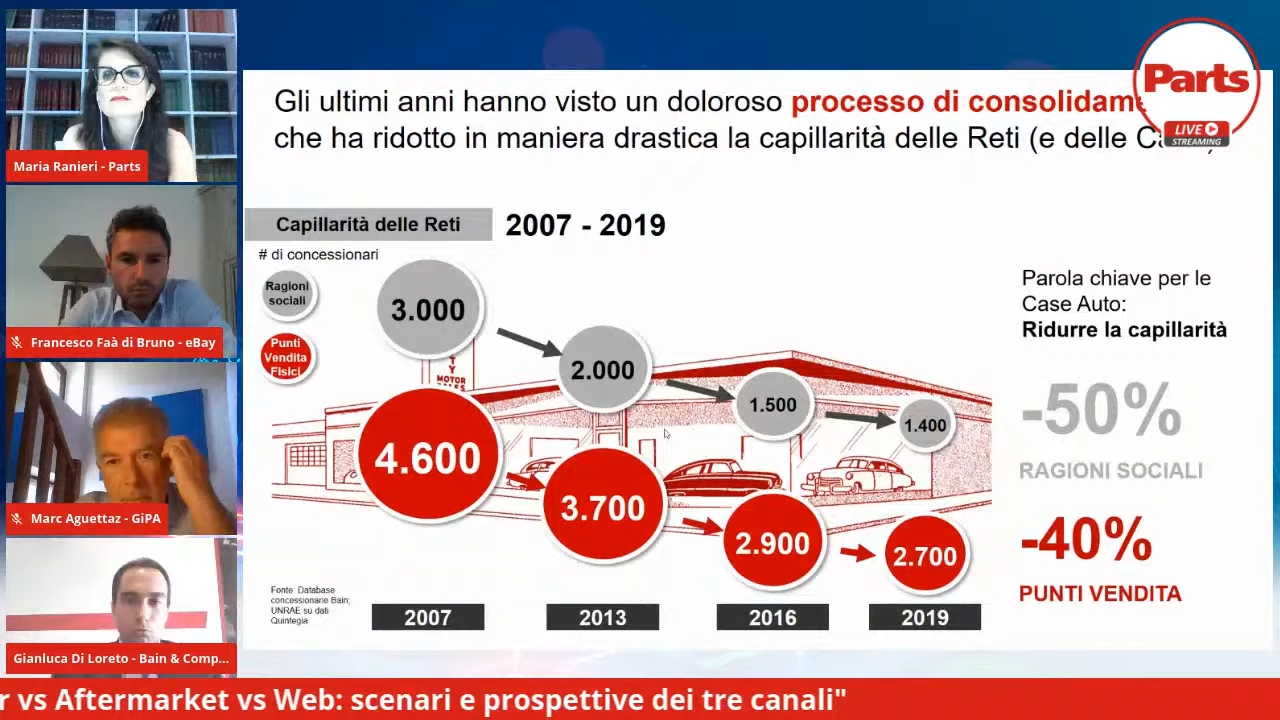 Maria Ranieri - Parts
Francesco Faà di Bruno - eBay
Marc Aguettaz - GiPA
Gianluca Di Loreto - Bain & Comp...
Parts
LIVE
STREAMING
Gli ultimi anni hanno visto un doloroso processo di
che ha ridotto in maniera drastica la capillarità delle Reti (e delle
Capillarità delle Reti
2007 - 2019
# di concessionari
Ragioni
sociali
Punti
Vendita
Fisici
3.000
2.000
1.500
1.400
MOTOR
4.600
3.700
2.900
2.700
2007
2013
2016
2019
Fonte: Database
concessionarie Bain;
UNRAE su dati
Quintegia
Parola chiave per le
Case Auto:
Ridurre la capillarità
-50%
RAGIONI SOCIALI
-40%
PUNTI VENDITA
r vs Aftermarket vs Web: scenari e prospettive dei tre canali"